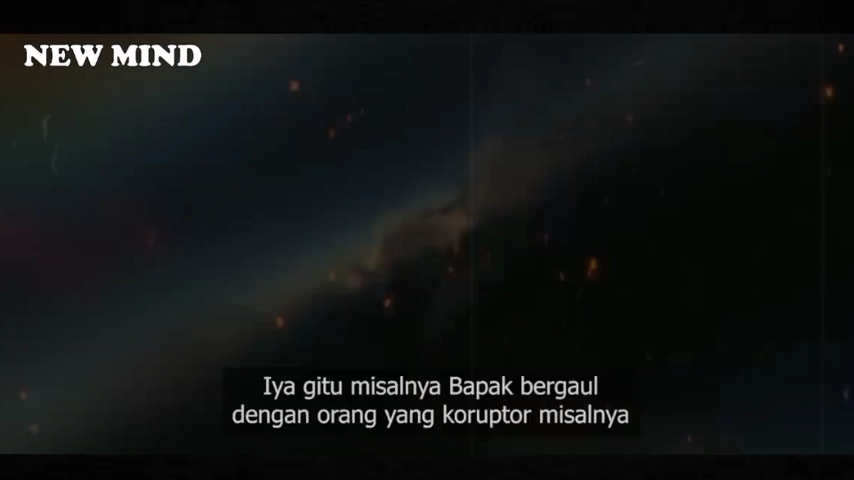 NEW MIND
Iya gitu misalnya Bapak bergaul
dengan orang yang koruptor misalnya